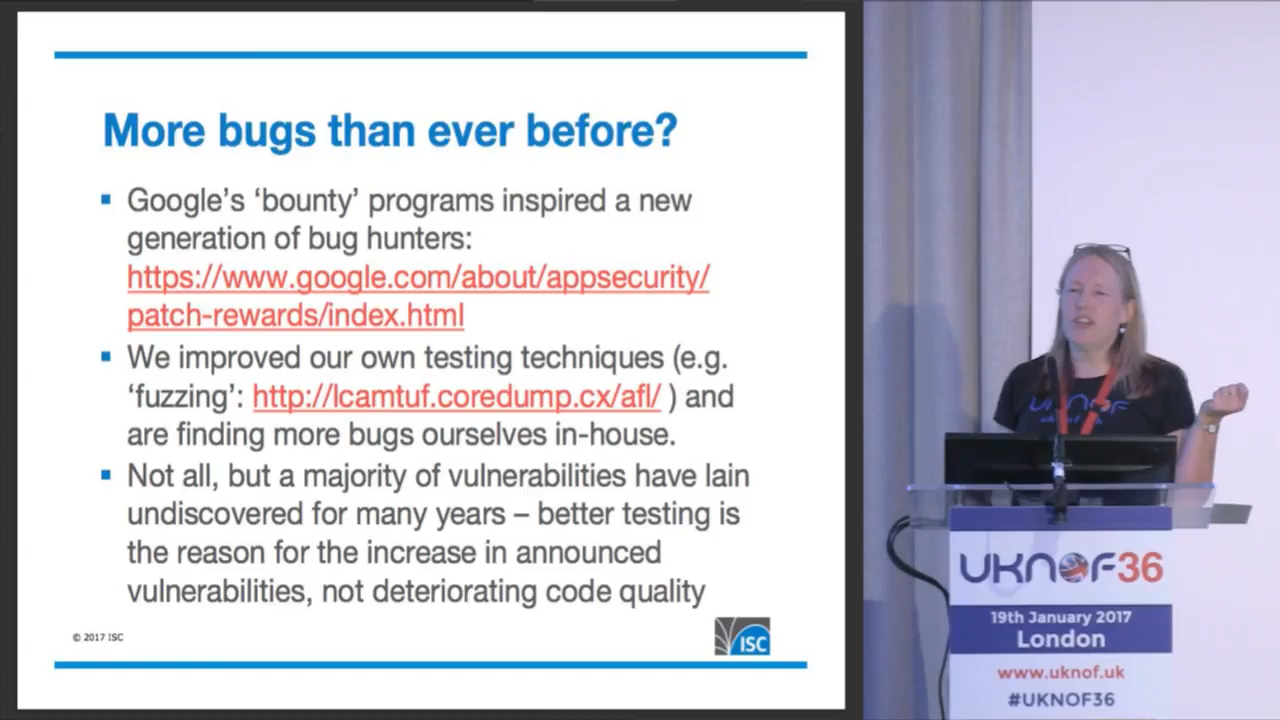 More bugs than ever before?
▪ Google's 'bounty' programs inspired a new
generation of bug hunters:
https://www.google.com/about/appsecurity/
patch-rewards/index.html
▪ We improved our own testing techniques (e.g.
'fuzzing': http://lcamtuf.coredump.cx/afl/ ) and
are finding more bugs ourselves in-house.
▪ Not all, but a majority of vulnerabilities have lain
undiscovered for many years – better testing is
the reason for the increase in announced
vulnerabilities, not deteriorating code quality
© 2017 ISC
ISC
UKNOF
UKNOF36
19th January 2017
London
www.uknof.uk
#UKNOF36